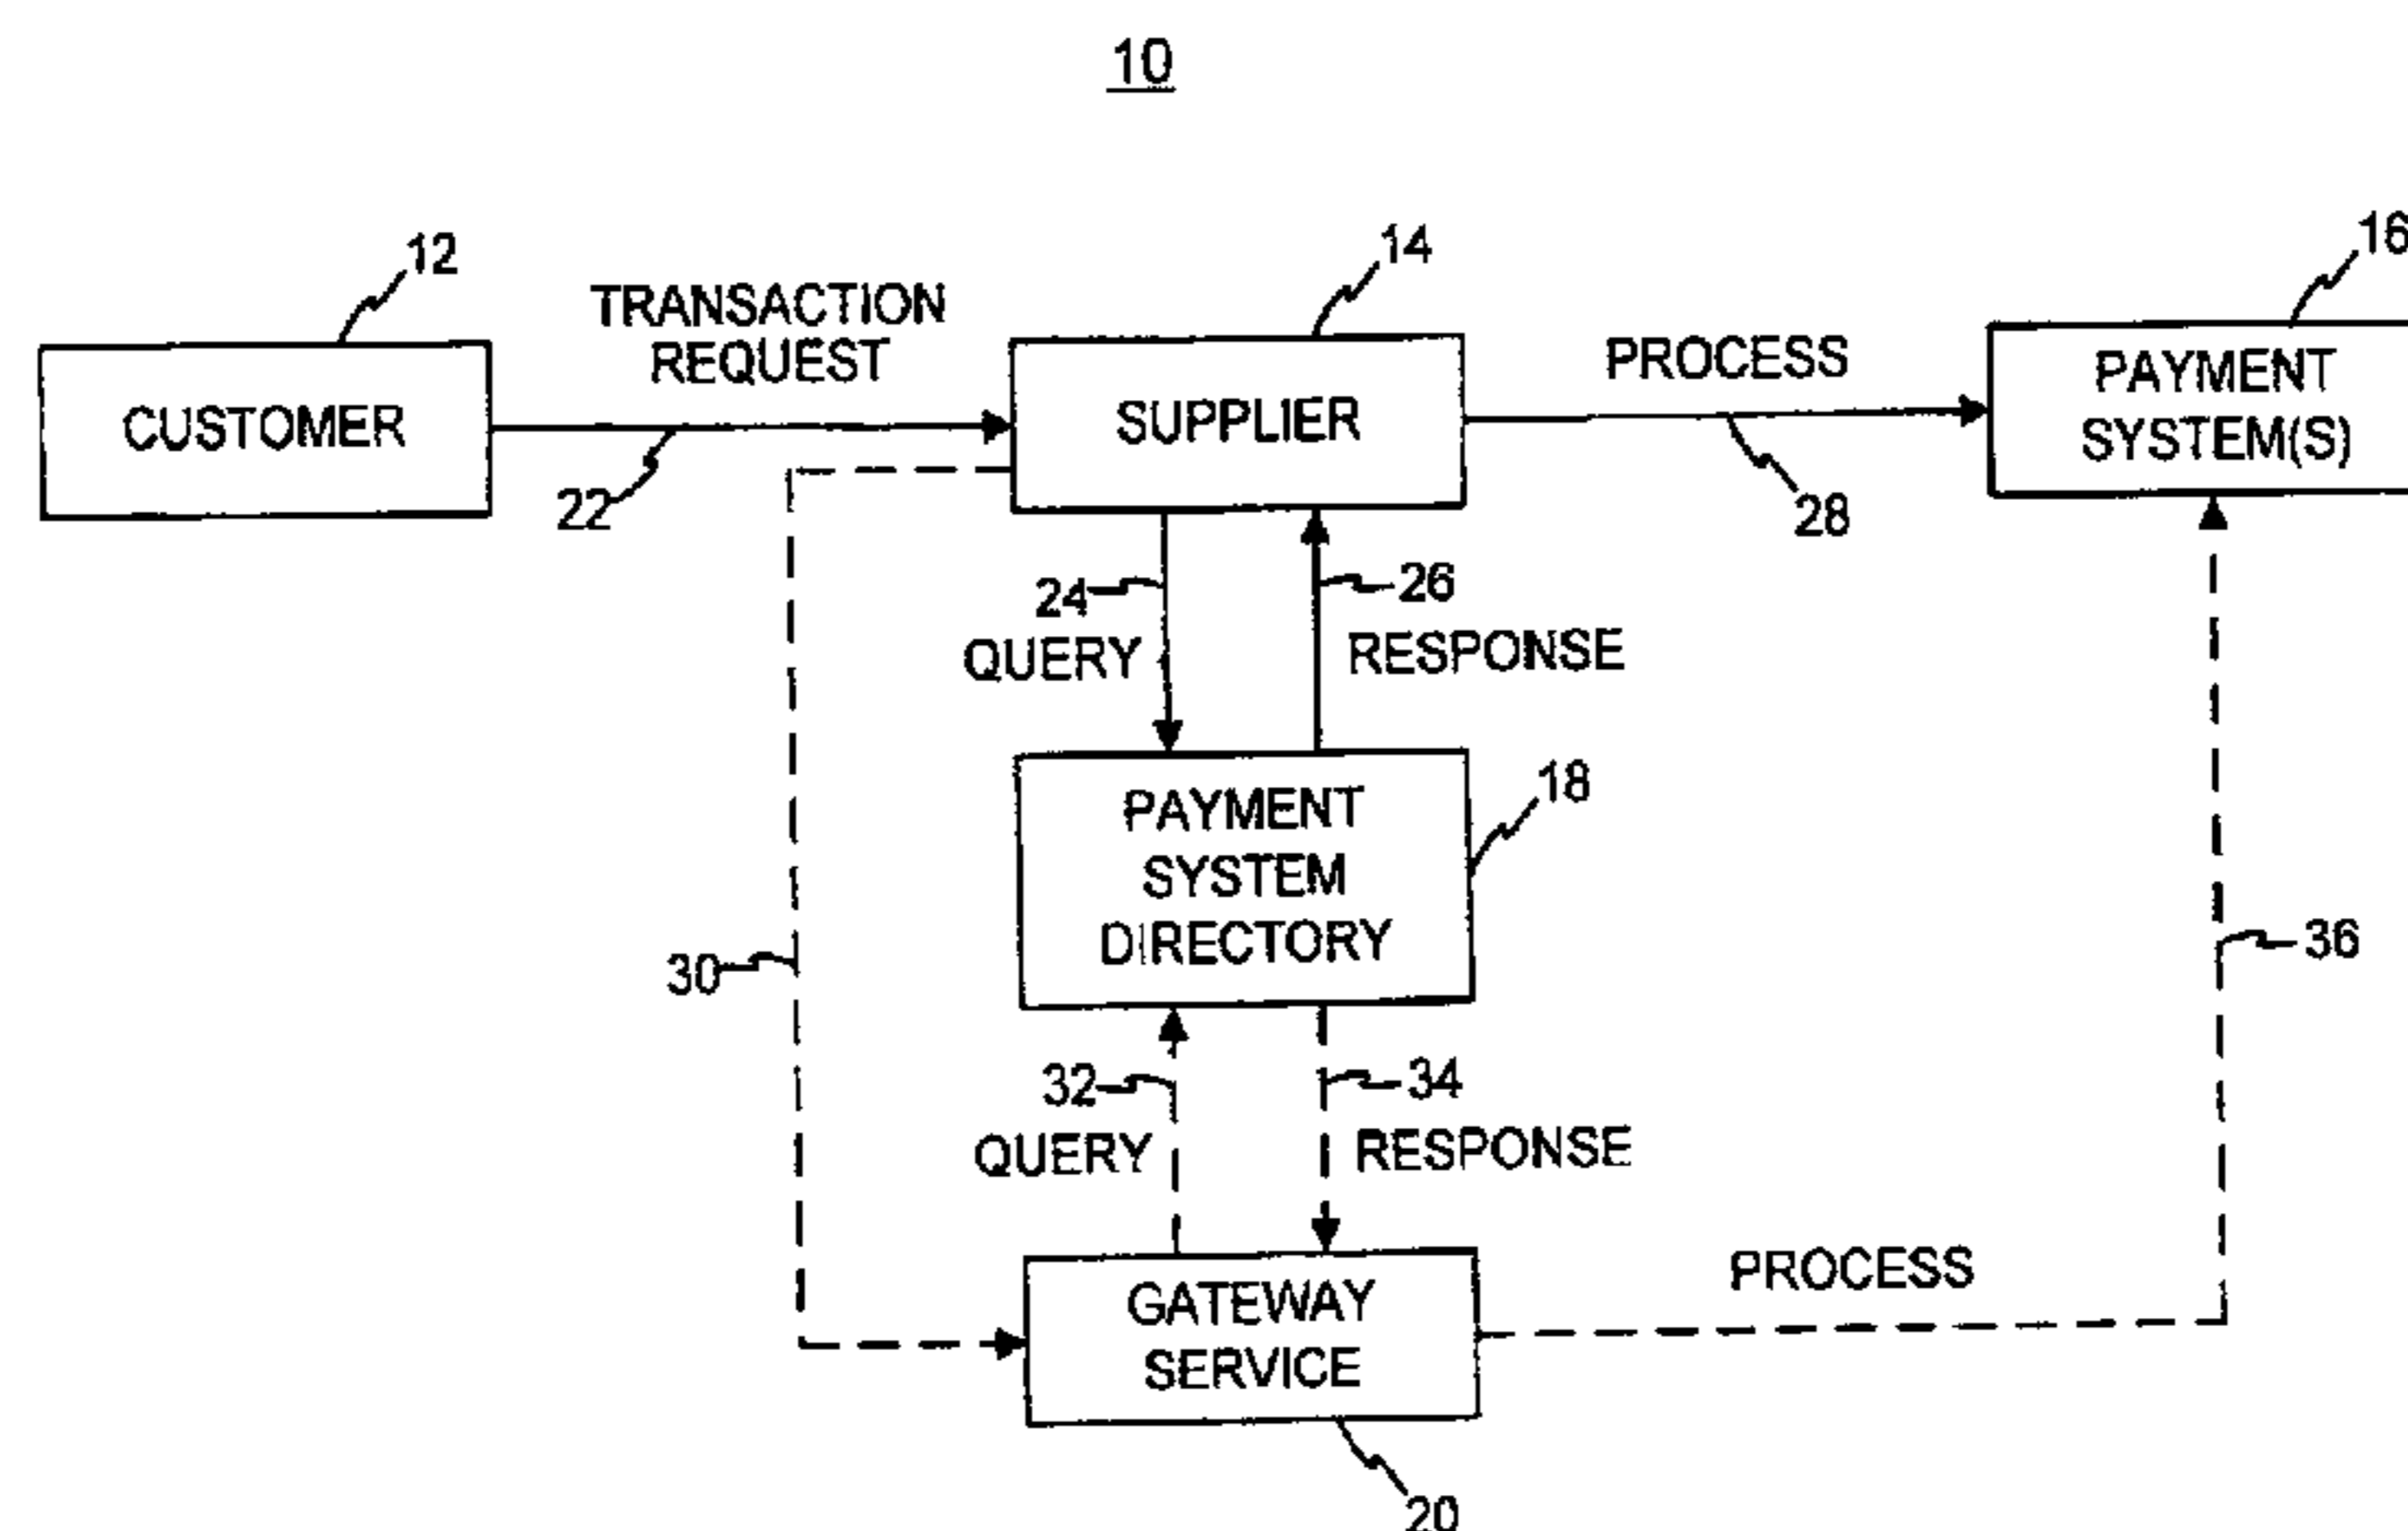 10
12
14
16
TRANSACTION
REQUEST
PROCESS
CUSTOMER
SUPPLIER
PAYMENT
SYSTEM(S)
22
28
24
26
QUERY
RESPONSE
PAYMENT
SYSTEM
DIRECTORY
18
30
36
32
34
QUERY
RESPONSE
GATEWAY
SERVICE
PROCESS
20